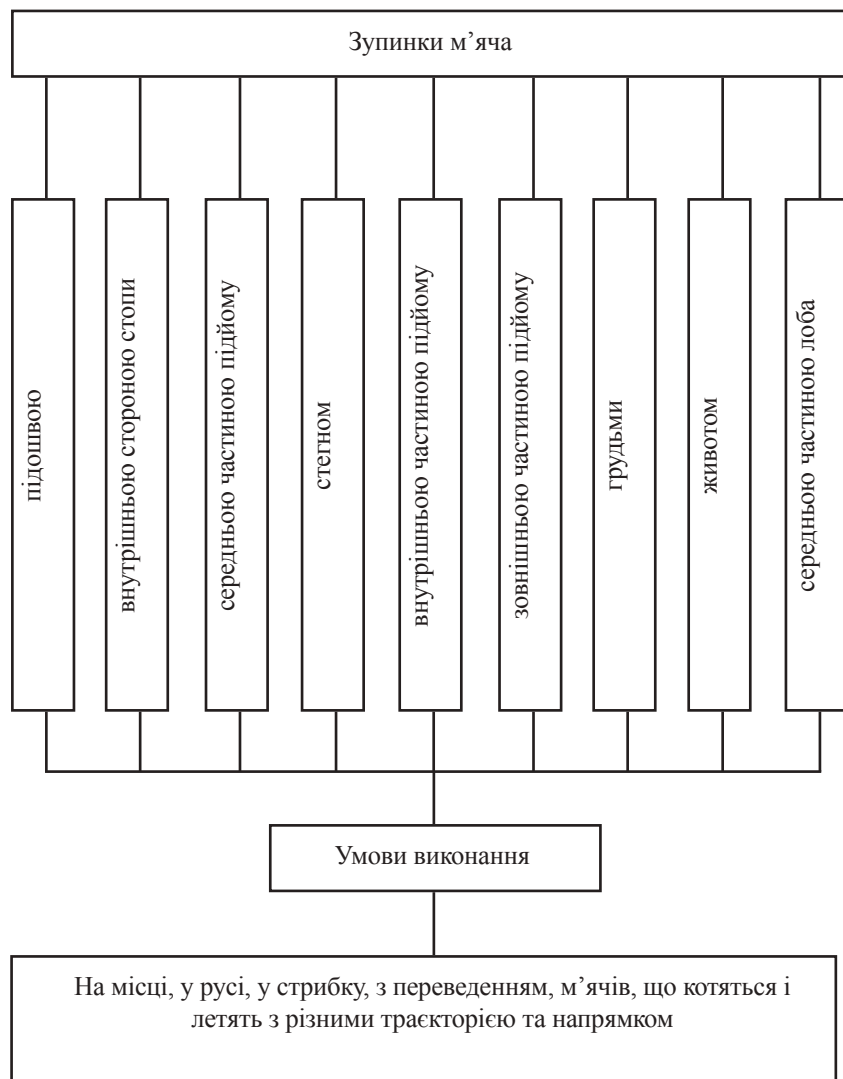 Зупинки м’яча
підошвою
внутрішньою стороною стопи
середньою частиною підйому
стегном
внутрішньою частиною підйому
зовнішньою частиною підйому
грудьми
животом
середньою частиною лоба
Умови виконання
На місці, у русі, у стрибку, з переведенням, м’ячів, що котяться і
летять з різними траєкторією та напрямком